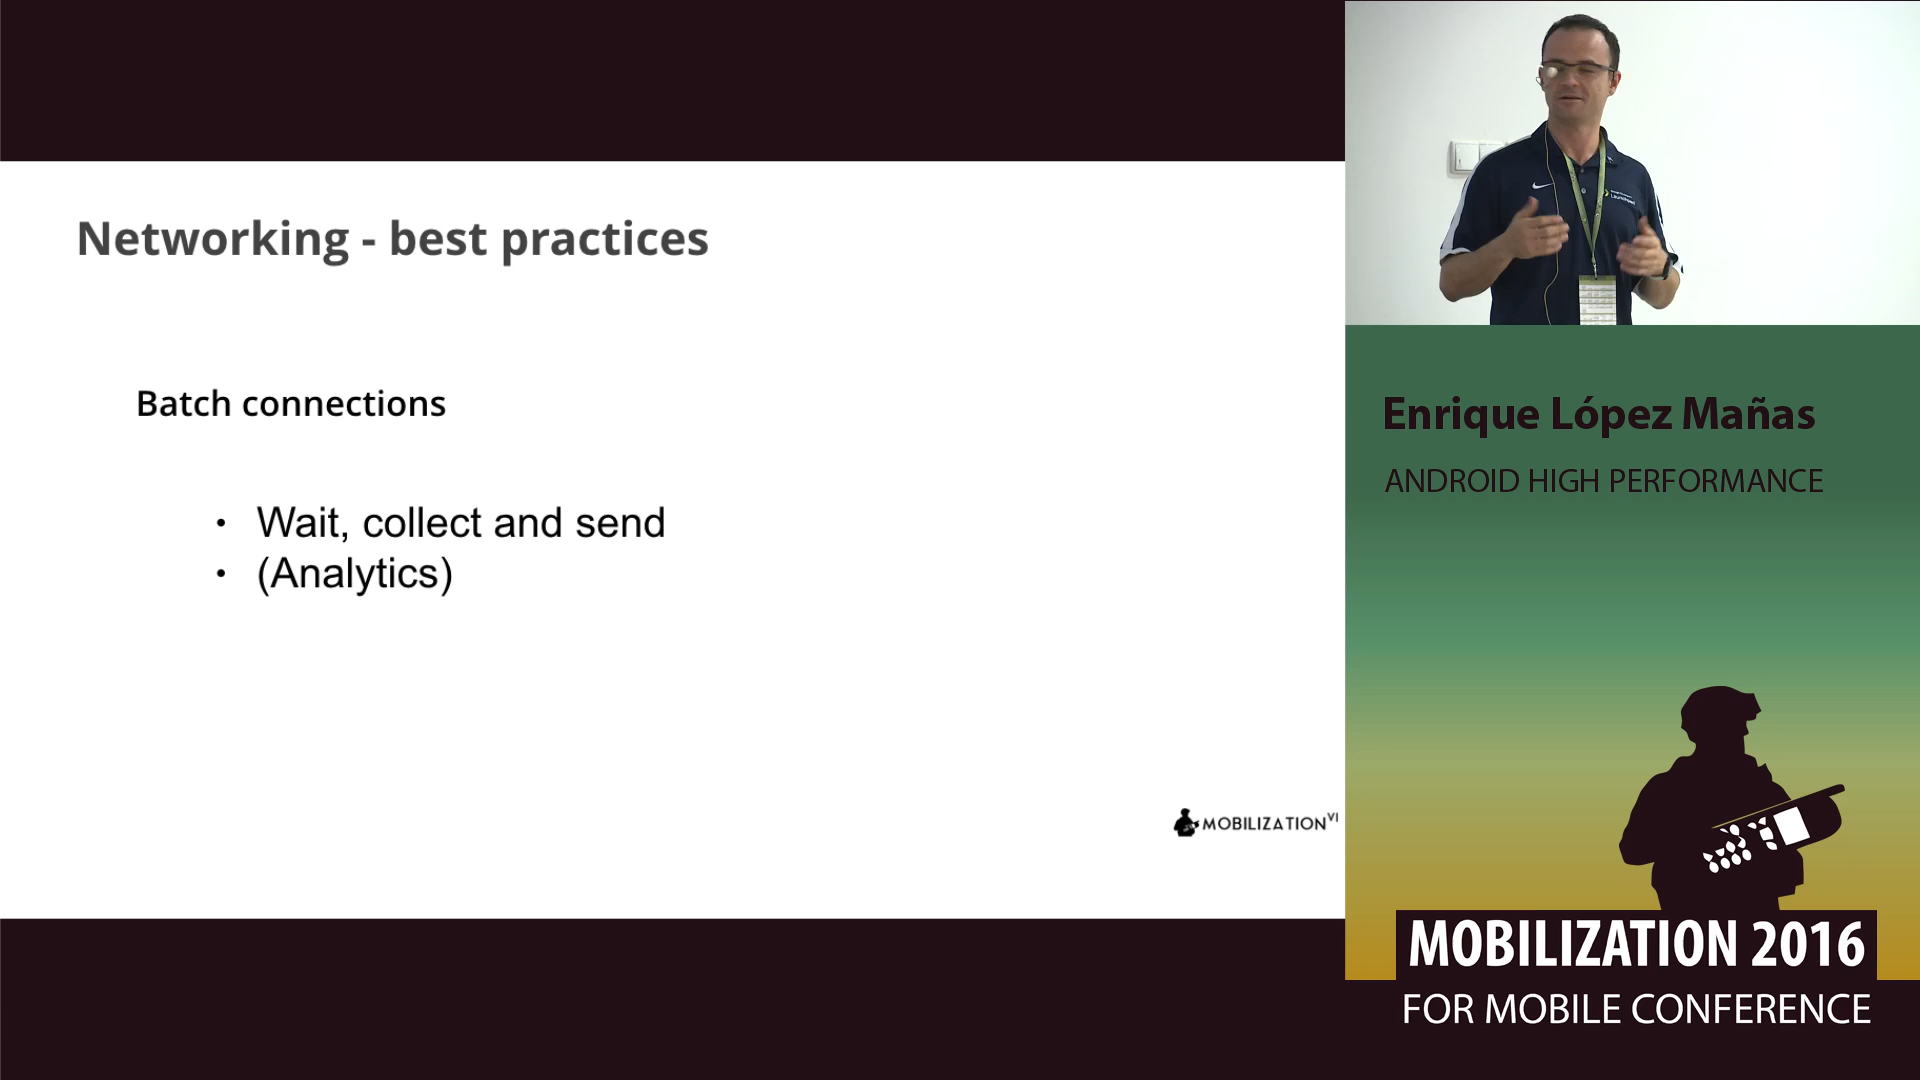 Networking - best practices
Batch connections
• Wait, collect and send
• (Analytics)
MOBILIZATION VI
Enrique López Mañas
ANDROID HIGH PERFORMANCE
MOBILIZATION 2016
FOR MOBILE CONFERENCE